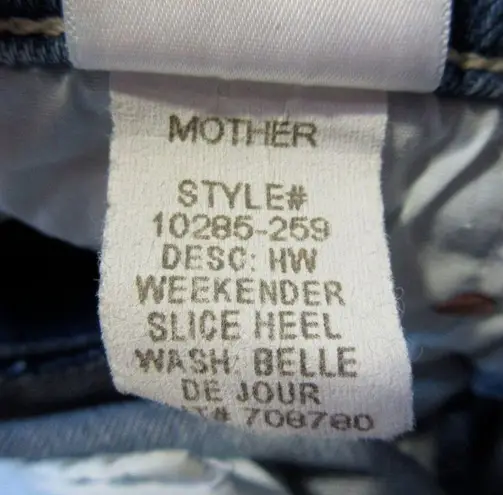 MOTHER
STYLE#
10285-259
DESC: HW
WEEKENDER
SLICE HEEL
WASH: BELLE
DE JOUR
708780